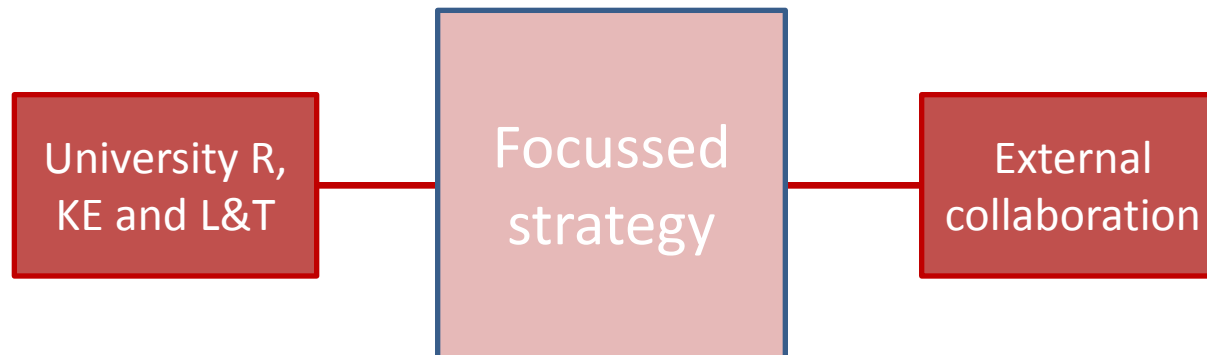 University R,
KE and L&T
Focussed
strategy
External
collaboration